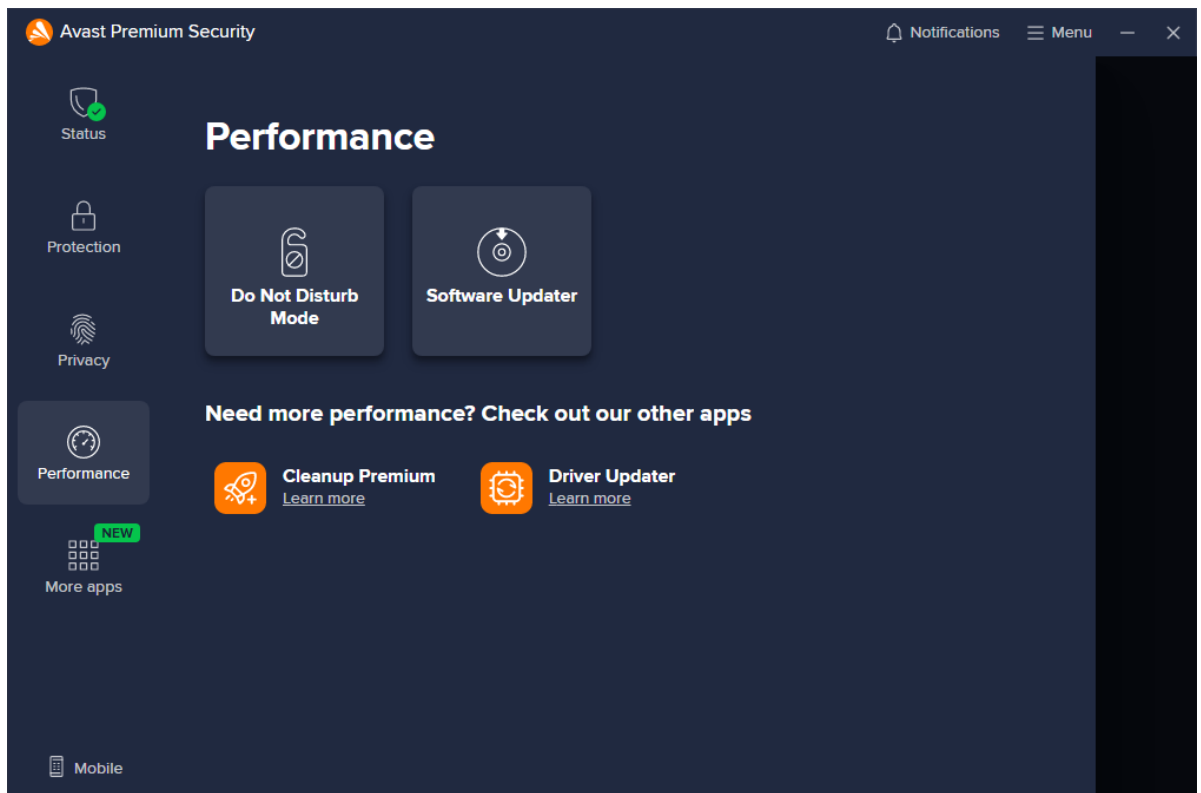 Avast Premium Security
Notifications
Menu
Status
Protection
Privacy
Performance
NEW
More apps
Mobile
Performance
Do Not Disturb
Mode
Software Updater
Need more performance? Check out our other apps
Cleanup Premium
Learn more
Driver Updater
Learn more